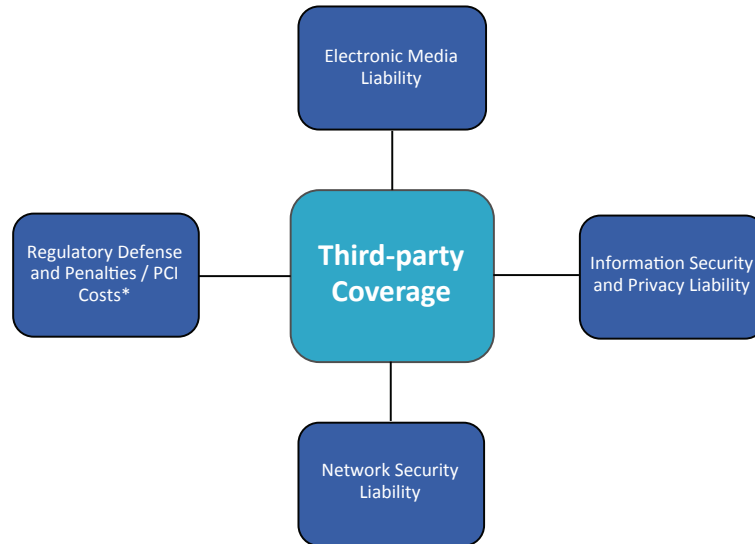 Electronic Media
Liability
Regulatory Defense
and Penalties / PCI
Costs*
Third-party
Coverage
Information Security
and Privacy Liability
Network Security
Liability